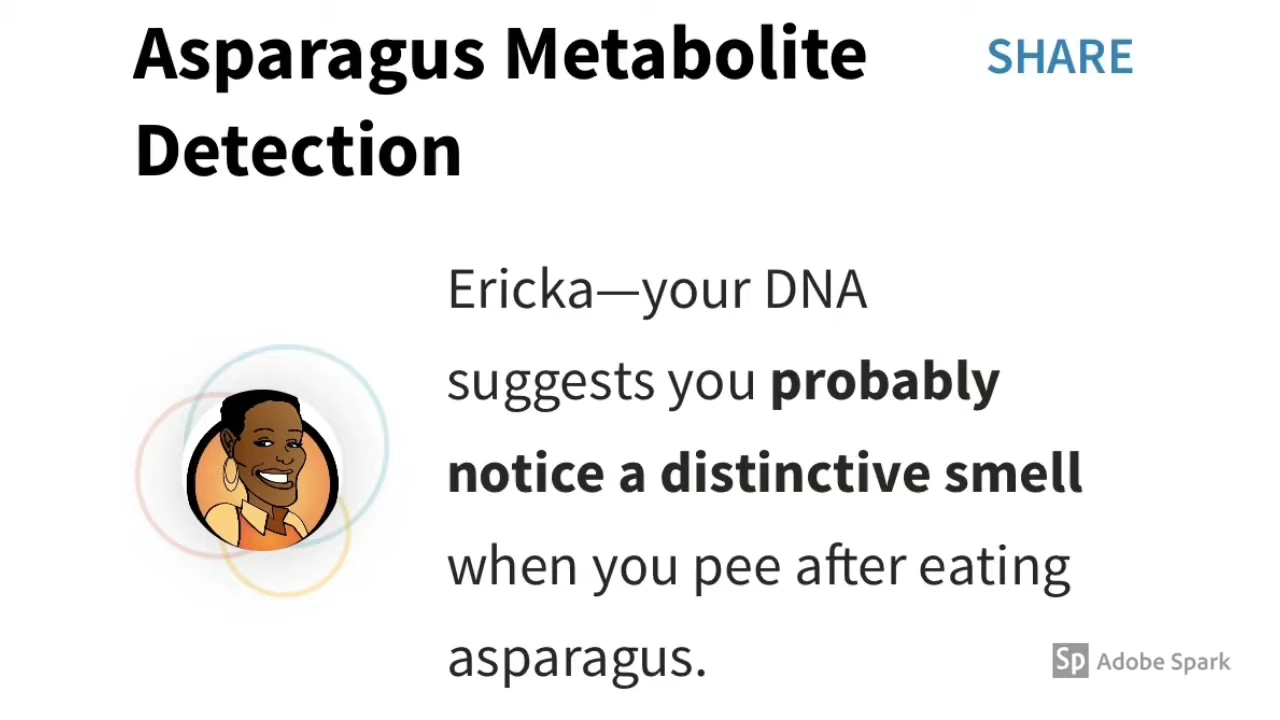 Asparagus Metabolite
Detection
SHARE
Ericka—your DNA
suggests you probably
notice a distinctive smell
when you pee after eating
asparagus.
Sp Adobe Spark